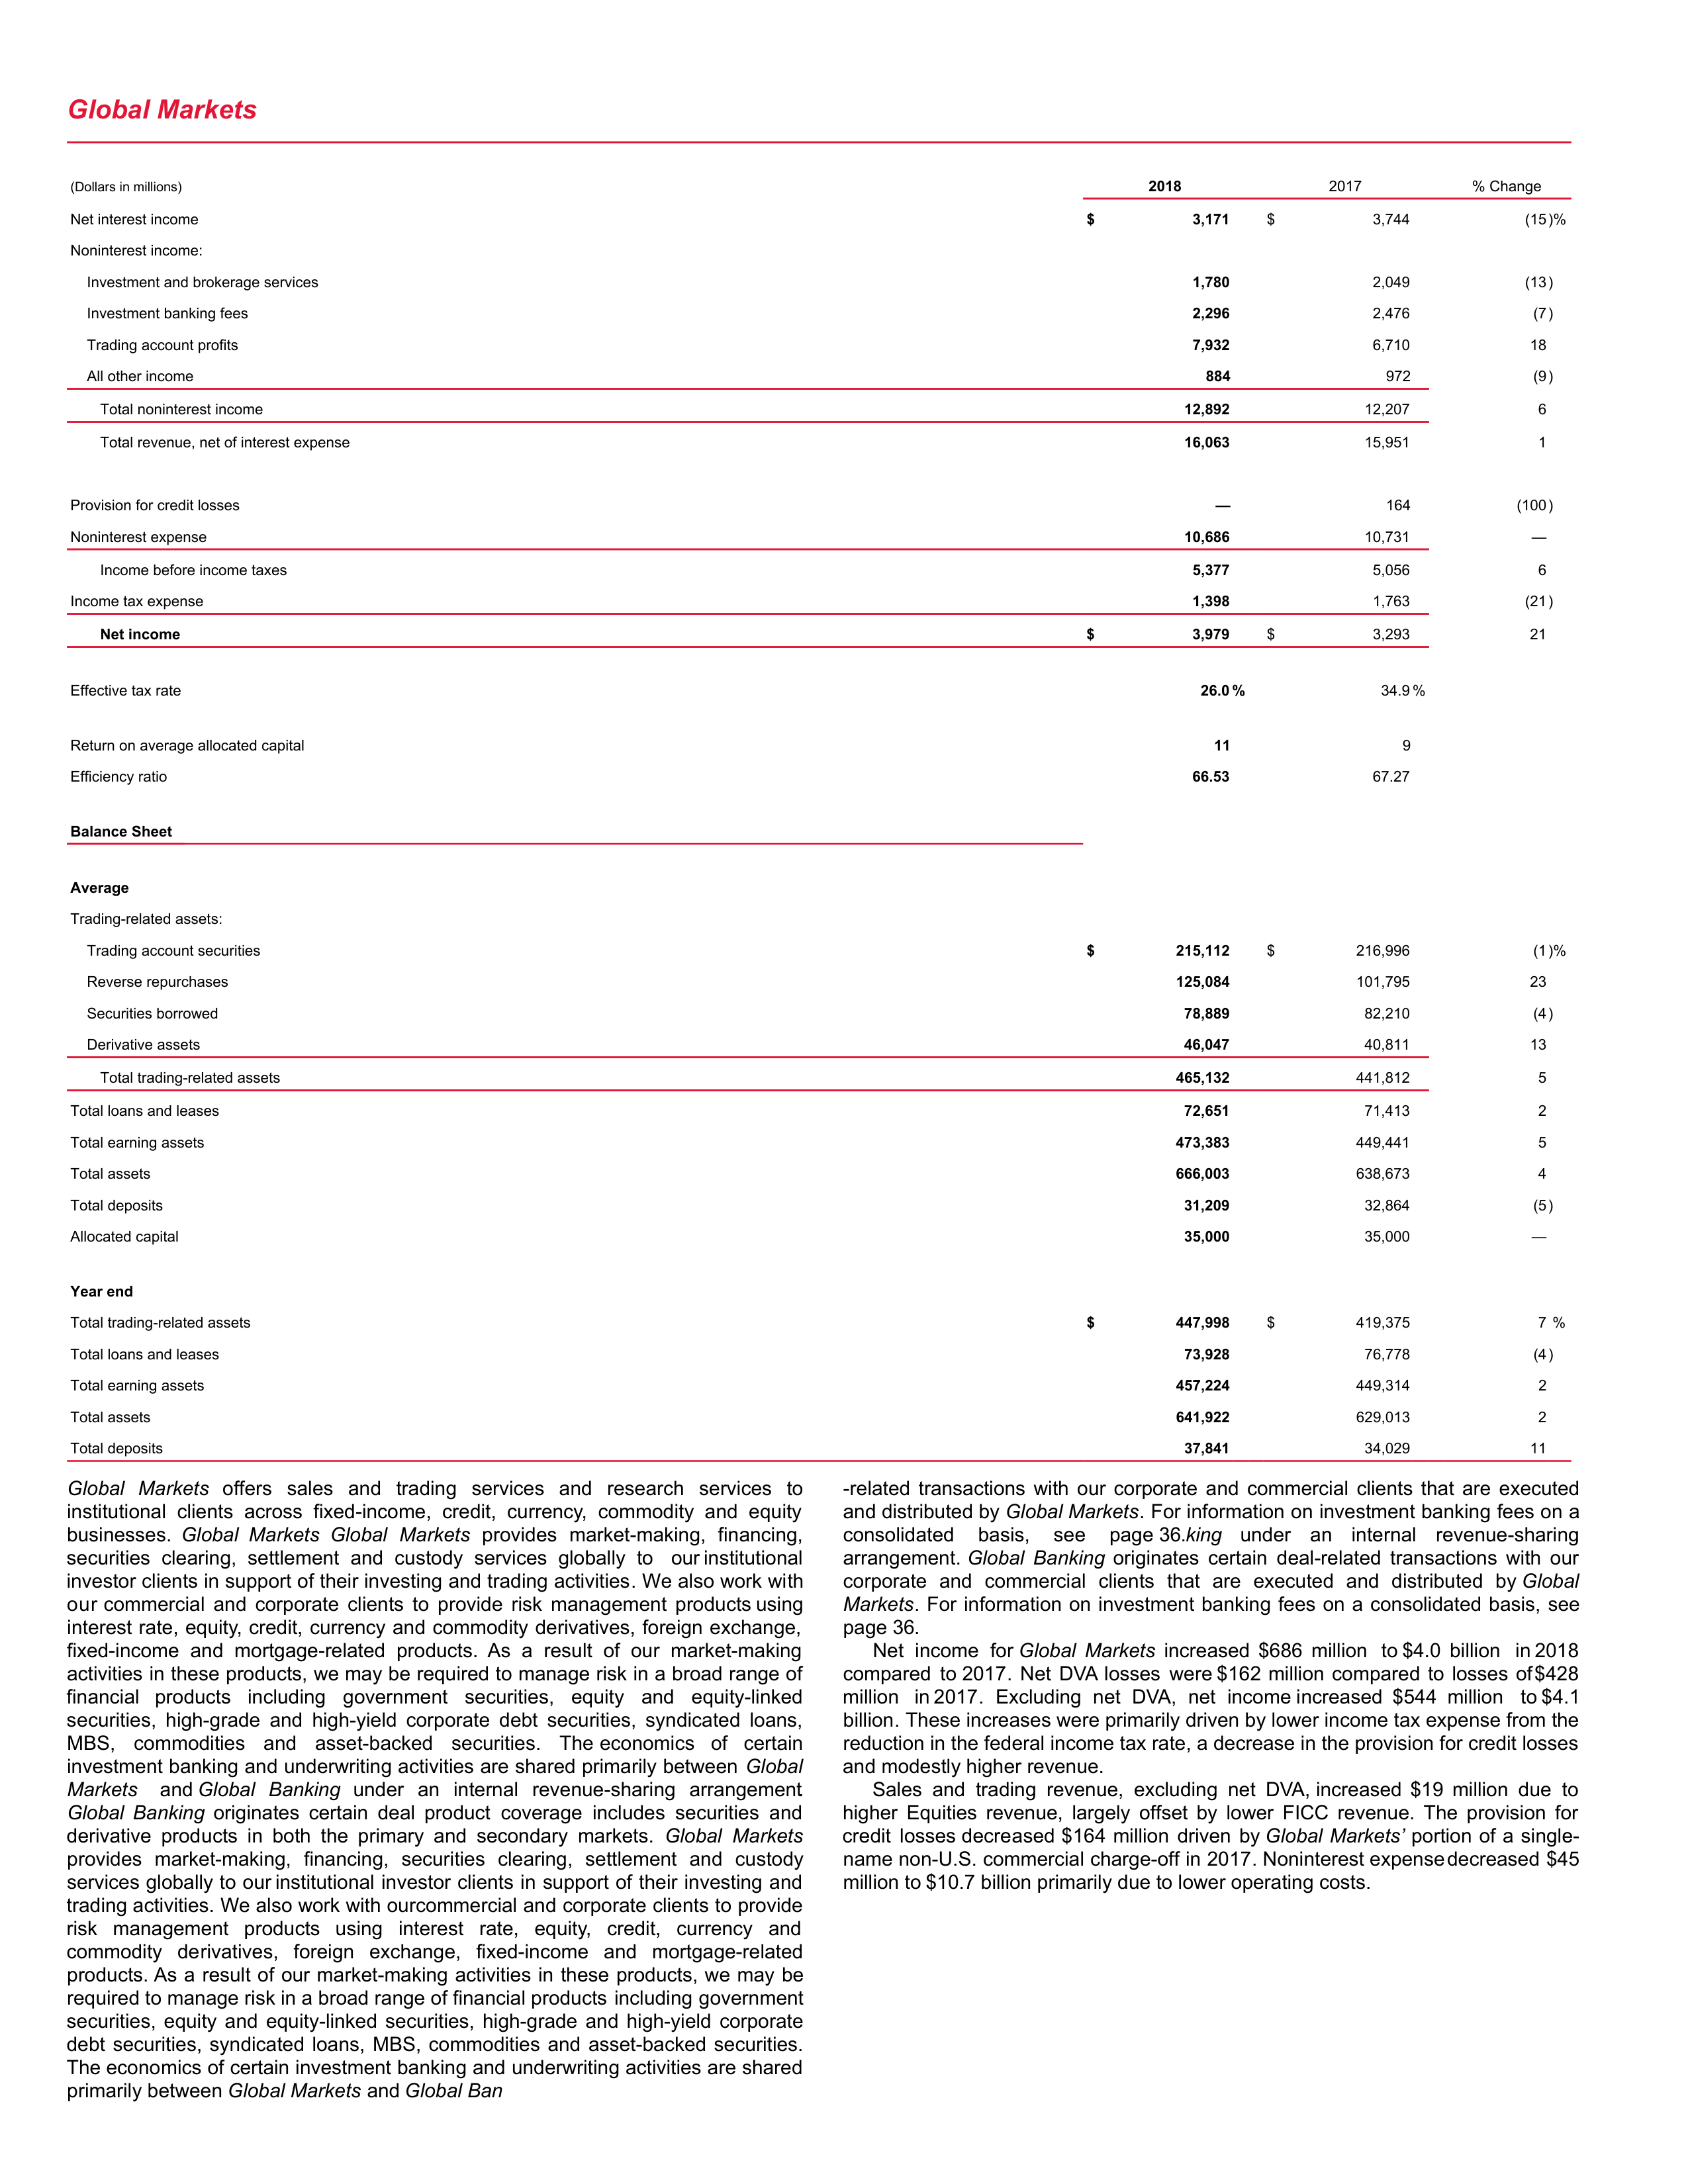 Global Markets
(Dollars in millions) 2018 2017 % Change
Net interest income $ 3,171 $ 3,744 (15)%
Noninterest income:
Investment and brokerage services 1,780 2,049 (13)
Investment banking fees 2,296 2,476 (7)
Trading account profits 7,932 6,710 18
All other income 884 972 (9)
Total noninterest income 12,892 12,207 6
Total revenue, net of interest expense 16,063 15,951 1
Provision for credit losses — 164 (100)
Noninterest expense 10,686 10,731 —
Income before income taxes 5,377 5,056 6
Income tax expense 1,398 1,763 (21)
Net income $ 3,979 $ 3,293 21
Effective tax rate 26.0 % 34.9 %
Return on average allocated capital 11 9
Efficiency ratio 66.53 67.27
Balance Sheet
Average
Trading-related assets:
Trading account securities $ 215,112 $ 216,996 (1)%
Reverse repurchases 125,084 101,795 23
Securities borrowed 78,889 82,210 (4)
Derivative assets 46,047 40,811 13
Total trading-related assets 465,132 441,812 5
Total loans and leases 72,651 71,413 2
Total earning assets 473,383 449,441 5
Total assets 666,003 638,673 4
Total deposits 31,209 32,864 (5)
Allocated capital 35,000 35,000 —
Year end
Total trading-related assets $ 447,998 $ 419,375 7 %
Total loans and leases 73,928 76,778 (4)
Total earning assets 457,224 449,314 2
Total assets 641,922 629,013 2
Total deposits 37,841 34,029 11
Global Markets offers sales and trading services and research services to
institutional clients across fixed-income, credit, currency, commodity and equity
businesses. Global Markets Global Markets provides market-making, financing,
securities clearing, settlement and custody services globally to our institutional
investor clients in support of their investing and trading activities. We also work with
our commercial and corporate clients to provide risk management products using
interest rate, equity, credit, currency and commodity derivatives, foreign exchange,
fixed-income and mortgage-related products. As a result of our market-making
activities in these products, we may be required to manage risk in a broad range of
financial products including government securities, equity and equity-linked
securities, high-grade and high-yield corporate debt securities, syndicated loans,
MBS, commodities and asset-backed securities. The economics of certain
investment banking and underwriting activities are shared primarily between Global
Markets and Global Banking under an internal revenue-sharing arrangement
Global Banking originates certain deal product coverage includes securities and
derivative products in both the primary and secondary markets. Global Markets
provides market-making, financing, securities clearing, settlement and custody
services globally to our institutional investor clients in support of their investing and
trading activities. We also work with ourcommercial and corporate clients to provide
risk management products using interest rate, equity, credit, currency and
commodity derivatives, foreign exchange, fixed-income and mortgage-related
products. As a result of our market-making activities in these products, we may be
required to manage risk in a broad range of financial products including government
securities, equity and equity-linked securities, high-grade and high-yield corporate
debt securities, syndicated loans, MBS, commodities and asset-backed securities.
The economics of certain investment banking and underwriting activities are shared
primarily between Global Markets and Global Ban
-related transactions with our corporate and commercial clients that are executed
and distributed by Global Markets. For information on investment banking fees on a
consolidated basis, see page 36.king under an internal revenue-sharing
arrangement. Global Banking originates certain deal-related transactions with our
corporate and commercial clients that are executed and distributed by Global
Markets. For information on investment banking fees on a consolidated basis, see
page 36.
Net income for Global Markets increased $686 million to $4.0 billion in 2018
compared to 2017. Net DVA losses were $162 million compared to losses of $428
million in 2017. Excluding net DVA, net income increased $544 million to $4.1
billion. These increases were primarily driven by lower income tax expense from the
reduction in the federal income tax rate, a decrease in the provision for credit losses
and modestly higher revenue.
Sales and trading revenue, excluding net DVA, increased $19 million due to
higher Equities revenue, largely offset by lower FICC revenue. The provision for
credit losses decreased $164 million driven by Global Markets’ portion of a single-
name non-U.S. commercial charge-off in 2017. Noninterest expense decreased $45
million to $10.7 billion primarily due to lower operating costs.